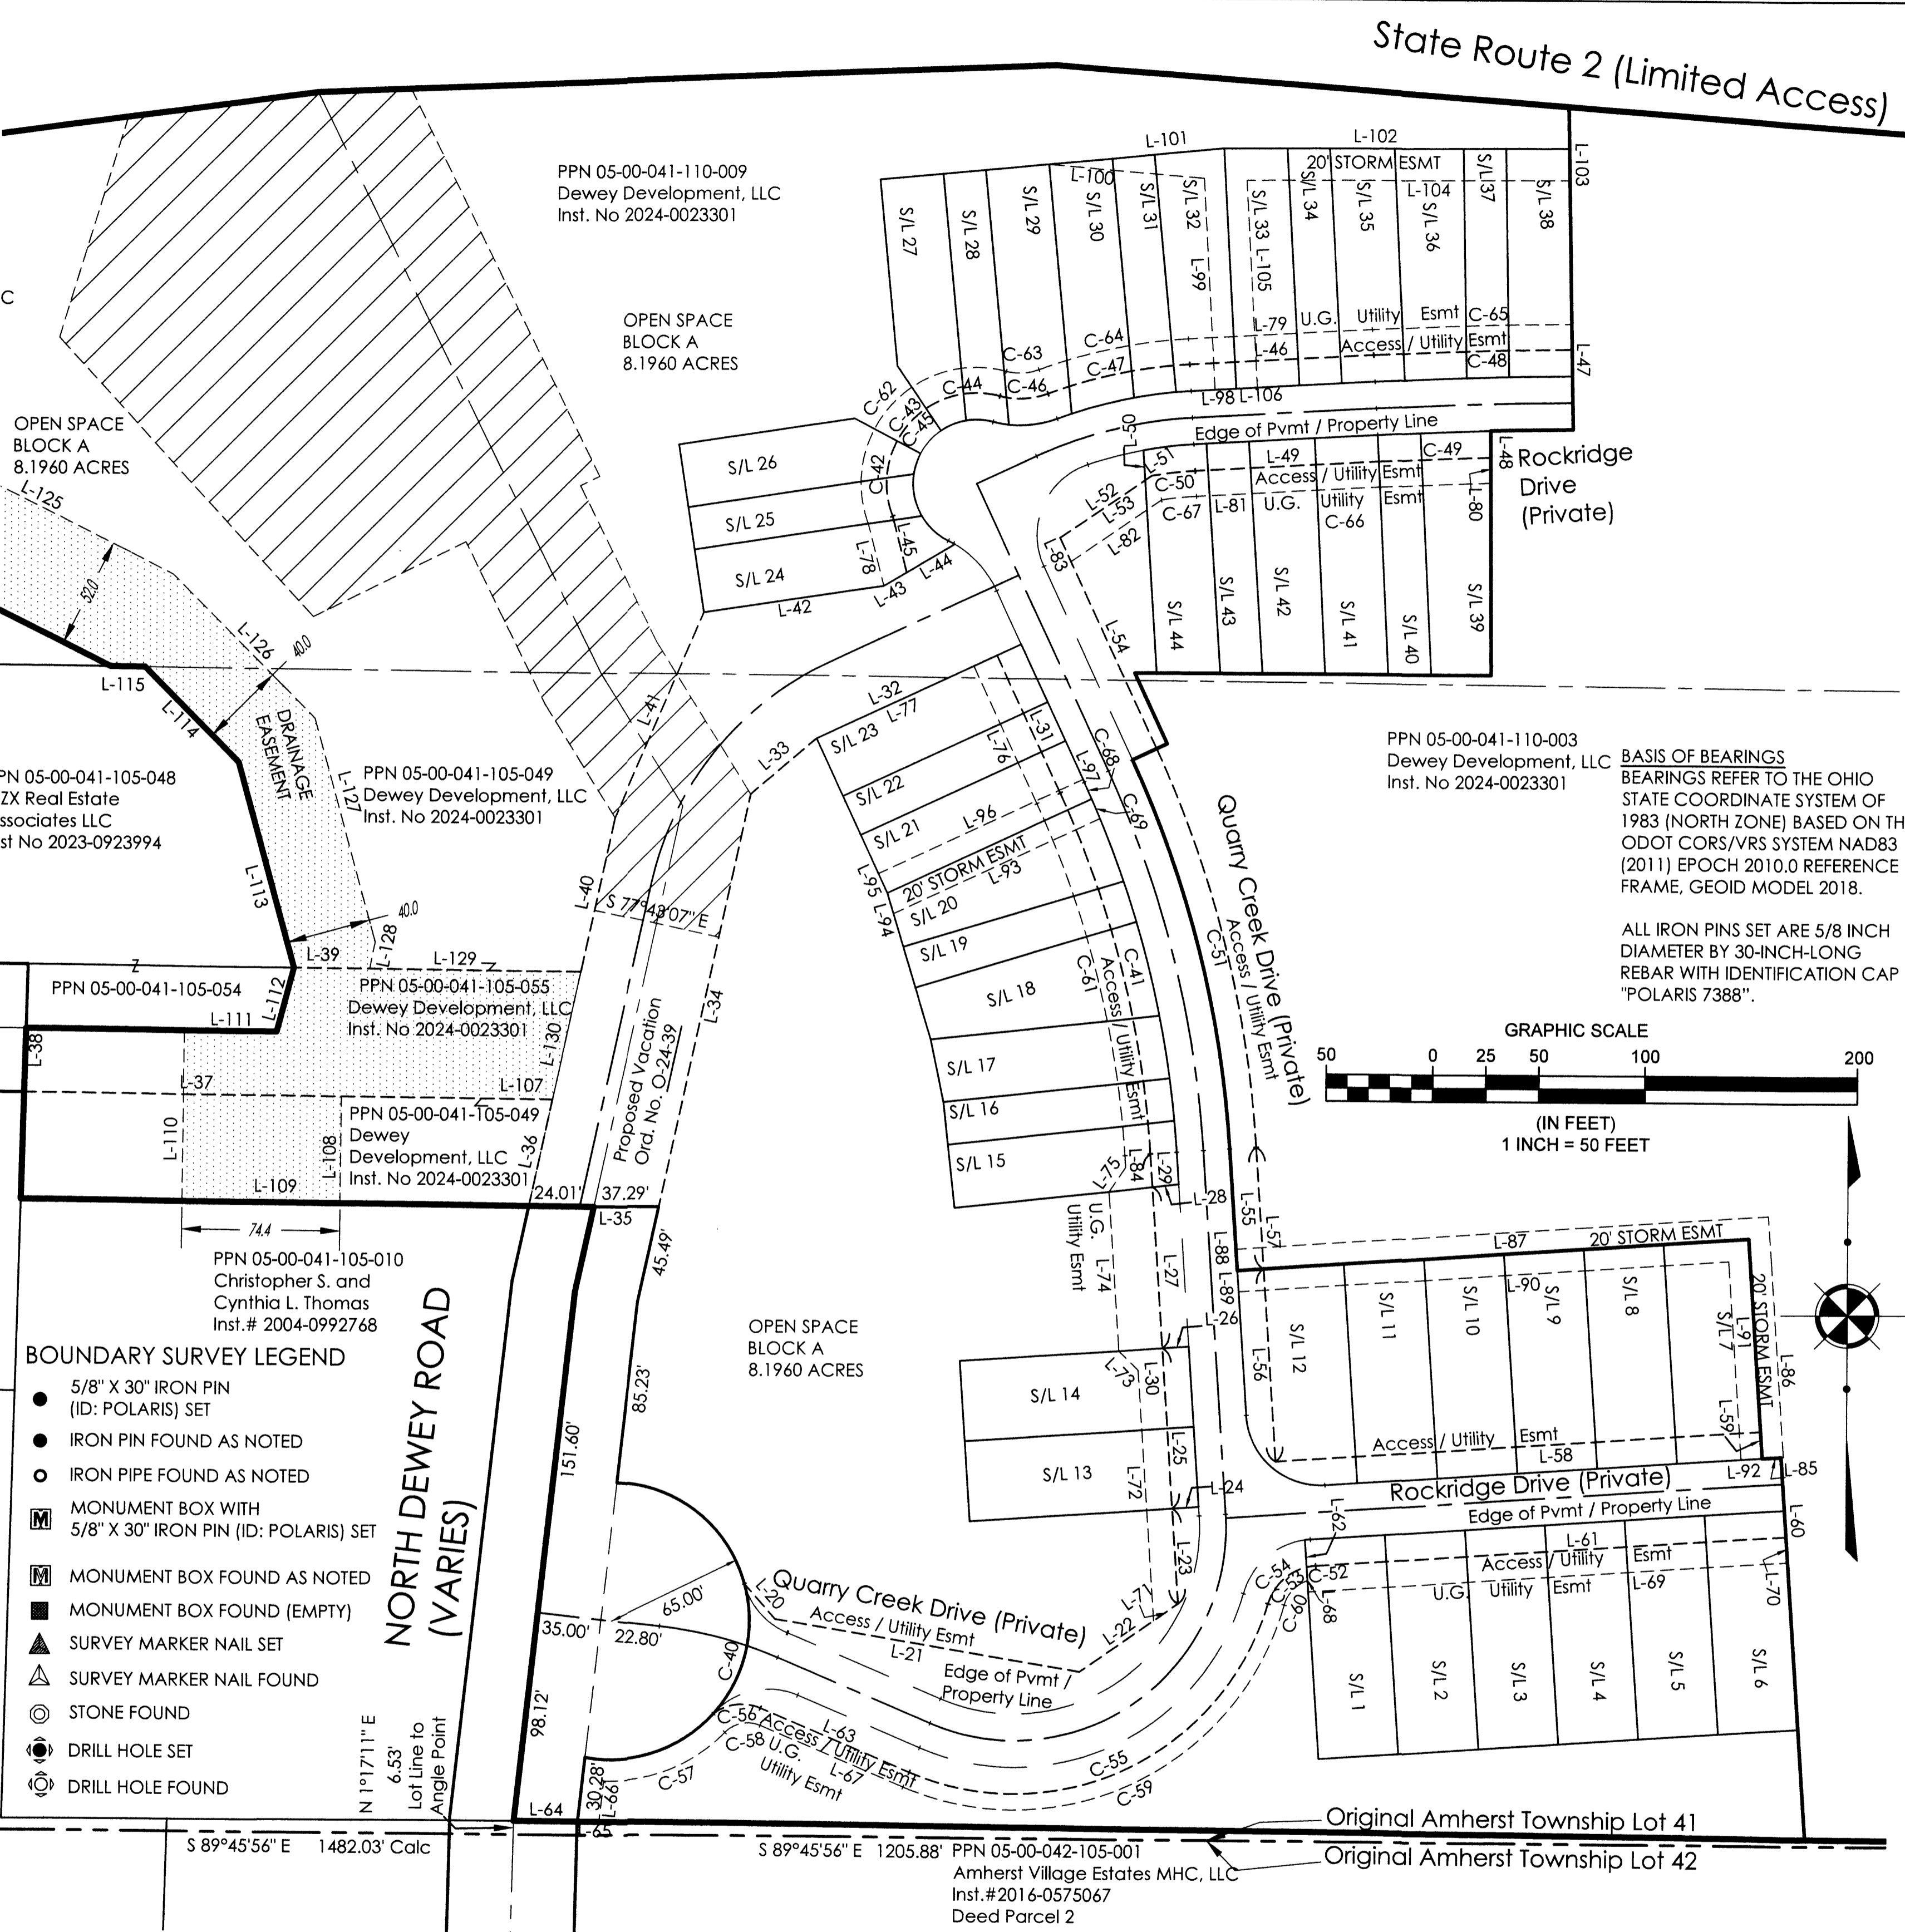 State Route 2 (Limited Access)
PPN 05-00-041-110-009
Dewey Development, LLC
Inst. No 2024-0023301
L-101
L-102
L-103
20' STORM ESMT
L-100
L-104
S/L 27
S/L 28
S/L 29
S/L 30
S/L 31
S/L 32
S/L 33
S/L 34
S/L 35
S/L 36
S/L 37
S/L 38
L-99
L-105
C
OPEN SPACE
BLOCK A
8.1960 ACRES
L-79
U.G. Utility Esmt
C-65
L-46
Access / Utility Esmt
C-48
L-47
C-64
C-63
C-47
C-62
C-44
C-46
C-43
C-45
L-98
L-106
Edge of Pvmt / Property Line
OPEN SPACE
BLOCK A
8.1960 ACRES
L-125
S/L 26
S/L 25
S/L 24
C-42
L-45
L-78
L-44
L-43
L-42
L-50
L-51
L-49
C-49
L-48
Access / Utility Esmt
C-50
L-52
L-53
C-67
L-81
U.G. Utility Esmt
C-66
L-80
L-82
L-83
Rockridge
Drive
(Private)
S/L 44
S/L 43
S/L 42
S/L 41
S/L 40
S/L 39
L-54
52.0
L-126
40.0
L-115
L-114
DRAINAGE
EASEMENT
L-127
L-41
L-32
L-77
S/L 23
L-33
L-31
L-76
C-68
L-97
C-69
S/L 22
S/L 21
L-96
20' STORM ESMT
L-93
L-95
L-94
S/L 20
S/L 19
S/L 18
S/L 17
S/L 16
S/L 15
PN 05-00-041-105-048
ZX Real Estate
ssociates LLC
st No 2023-0923994
PPN 05-00-041-105-049
Dewey Development, LLC
Inst. No 2024-0023301
L-113
40.0
L-128
L-39
L-129
L-40
S 77°43'07" E
L-34
PPN 05-00-041-110-003
Dewey Development, LLC
Inst. No 2024-0023301
BASIS OF BEARINGS
BEARINGS REFER TO THE OHIO
STATE COORDINATE SYSTEM OF
1983 (NORTH ZONE) BASED ON TH
ODOT CORS/VRS SYSTEM NAD83
(2011) EPOCH 2010.0 REFERENCE
FRAME, GEOID MODEL 2018.
ALL IRON PINS SET ARE 5/8 INCH
DIAMETER BY 30-INCH-LONG
REBAR WITH IDENTIFICATION CAP
"POLARIS 7388".
GRAPHIC SCALE
50 0 25 50 100 200
(IN FEET)
1 INCH = 50 FEET
Quarry Creek Drive (Private)
Access / Utility Esmt
C-51
C-41
C-61
Access / Utility Esmt
Z
PPN 05-00-041-105-054
L-112
L-111
L-38
L-37
PPN 05-00-041-105-055
Dewey Development, LLC
Inst. No 2024-0023301
L-130
L-107
L-110
L-108
PPN 05-00-041-105-049
Dewey
Development, LLC
Inst. No 2024-0023301
L-36
L-109
74.4
Proposed Vacation
Ord. No. O-24-39
24.01'
37.29'
L-35
45.49'
L-75
L-84
L-29
L-28
U.G.
Utility Esmt
L-74
L-27
L-88
L-89
L-55
L-57
L-26
L-87
20' STORM ESMT
L-90
S/L 12
S/L 11
S/L 10
S/L 9
S/L 8
S/L 7
L-91
20' STORM ESMT
L-86
L-59
L-56
Access / Utility Esmt
L-58
PPN 05-00-041-105-010
Christopher S. and
Cynthia L. Thomas
Inst.# 2004-0992768
OPEN SPACE
BLOCK A
8.1960 ACRES
L-73
L-30
S/L 14
S/L 13
L-25
L-72
L-24
L-23
Rockridge Drive (Private)
Edge of Pvmt / Property Line
L-92
L-85
L-60
L-62
L-61
Access / Utility Esmt
U.G. Utility Esmt
L-69
L-70
C-54
C-53
C-52
C-60
L-68
S/L 1
S/L 2
S/L 3
S/L 4
S/L 5
S/L 6
BOUNDARY SURVEY LEGEND
5/8" X 30" IRON PIN
(ID: POLARIS) SET
IRON PIN FOUND AS NOTED
IRON PIPE FOUND AS NOTED
M MONUMENT BOX WITH
5/8" X 30" IRON PIN (ID: POLARIS) SET
M MONUMENT BOX FOUND AS NOTED
MONUMENT BOX FOUND (EMPTY)
SURVEY MARKER NAIL SET
SURVEY MARKER NAIL FOUND
STONE FOUND
DRILL HOLE SET
DRILL HOLE FOUND
NORTH DEWEY ROAD
(VARIES)
85.23'
151.60'
65.00'
35.00'
22.80'
98.12'
C-40
L-20
Quarry Creek Drive (Private)
Access / Utility Esmt
L-21
L-22
L-71
Edge of Pvmt /
Property Line
C-56
Access / Utility Esmt
L-63
C-58
U.G.
Utility Esmt
L-67
C-57
C-55
C-59
N 1°17'11" E
6.53'
Lot Line to
Angle Point
30.28'
L-66
L-64
L-65
Original Amherst Township Lot 41
Original Amherst Township Lot 42
S 89°45'56" E 1482.03' Calc
S 89°45'56" E 1205.88'
PPN 05-00-042-105-001
Amherst Village Estates MHC, LLC
Inst.#2016-0575067
Deed Parcel 2